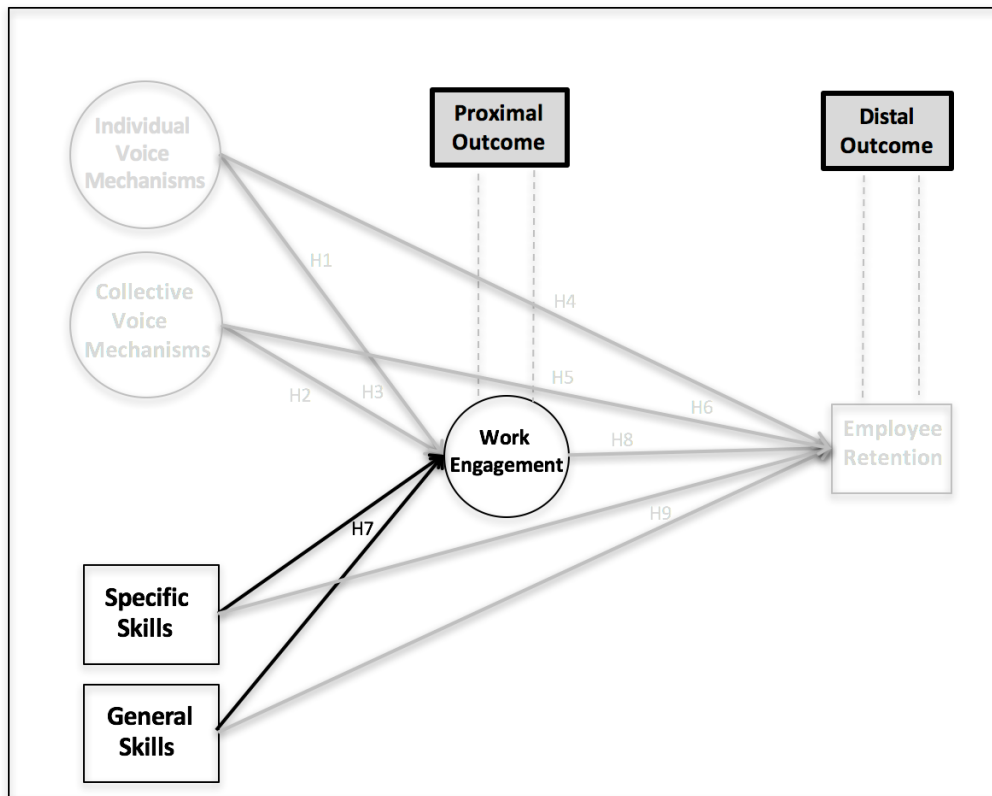 Individual
Voice
Mechanisms
Proximal
Outcome
Distal
Outcome
H1
H4
Collective
Voice
Mechanisms
H2
H3
H5
H6
Work
Engagement
H8
Employee
Retention
H7
H9
Specific
Skills
General
Skills